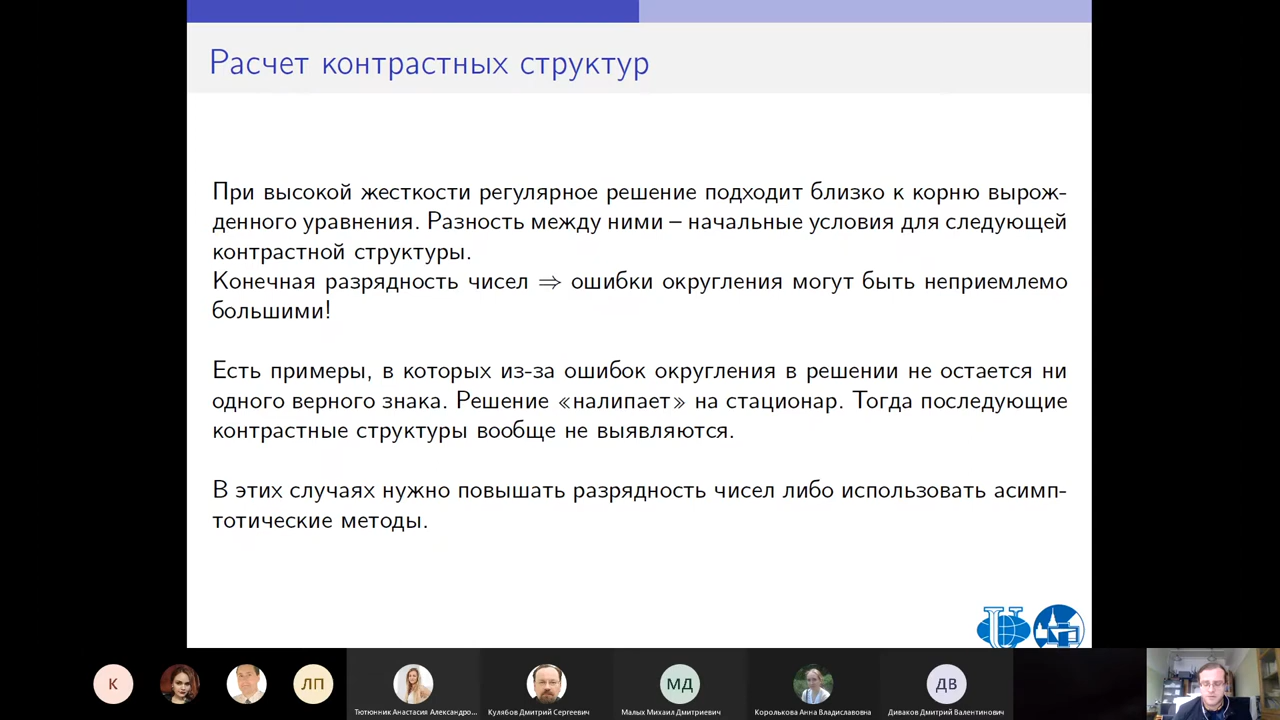 Расчет контрастных структур
При высокой жесткости регулярное решение подходит близко к корню вырож-
денного уравнения. Разность между ними – начальные условия для следующей
контрастной структуры.
Конечная разрядность чисел ⇒ ошибки округления могут быть неприемлемо
большими!
Есть примеры, в которых из-за ошибок округления в решении не остается ни
одного верного знака. Решение «налипает» на стационар. Тогда последующие
контрастные структуры вообще не выявляются.
В этих случаях нужно повышать разрядность чисел либо использовать асимп-
тотические методы.
К
ЛП
МД
ДВ
Тютюнник Анастасия Александро...
Кулябов Дмитрий Сергеевич
Малых Михаил Дмитриевич
Королькова Анна Владиславовна
Диваков Дмитрий Валентинович